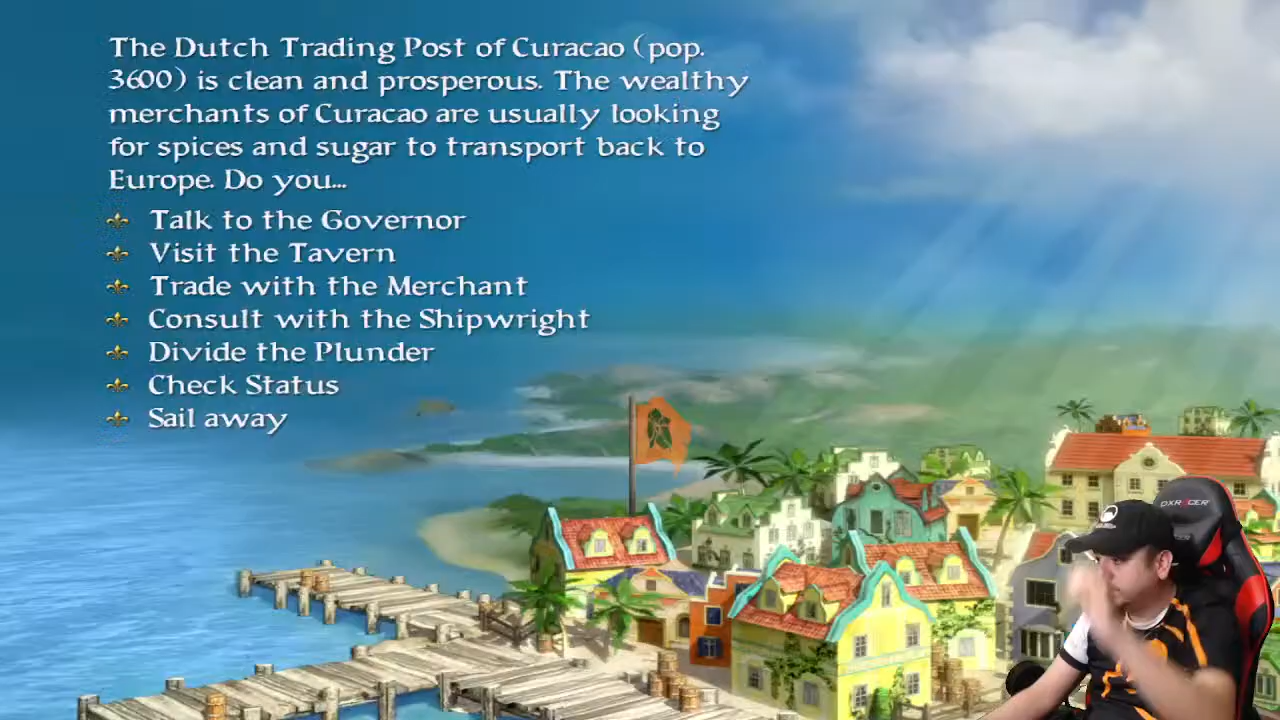 The Dutch Trading Post of Curacao (pop.
3600) is clean and prosperous. The wealthy
merchants of Curacao are usually looking
for spices and sugar to transport back to
Europe. Do you...
Talk to the Governor
Visit the Tavern
Trade with the Merchant
Consult with the Shipwright
Divide the Plunder
Check Status
Sail away
DXRACER